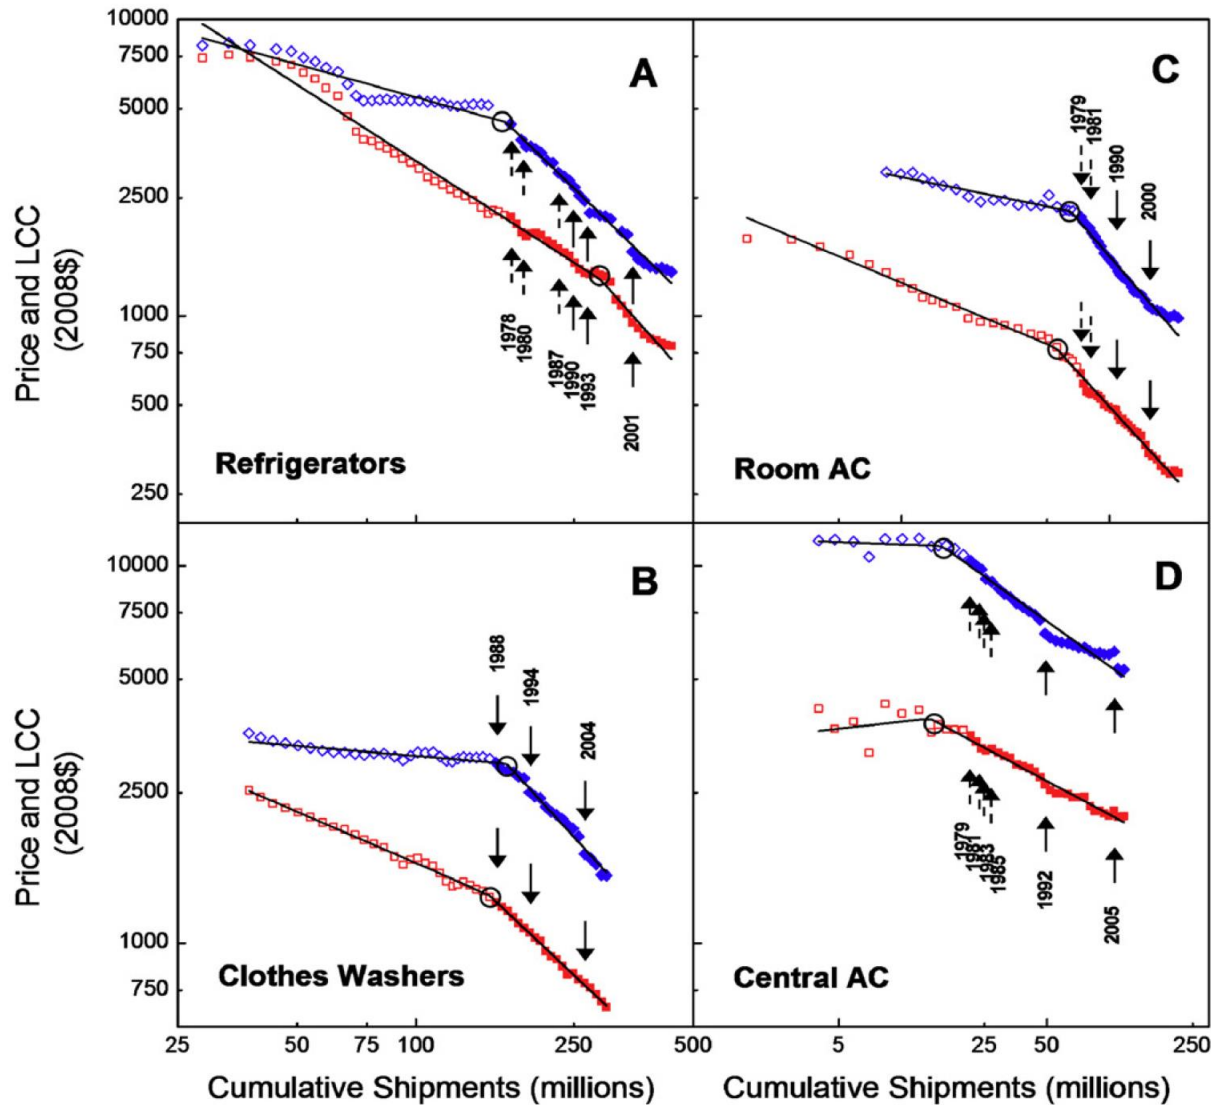 Price and LCC
(2008$)
10000
7500
5000
2500
1000
750
500
250
A
1978
1980
1987
1990
1993
2001
Refrigerators
C
1979
1981
1990
2000
Room AC
Price and LCC
(2008$)
10000
7500
5000
2500
1000
750
B
1988
1994
2004
Clothes Washers
D
1979
1981
1983
1985
1992
2005
Central AC
25 50 75 100 250 500
5 25 50 250
Cumulative Shipments (millions)
Cumulative Shipments (millions)